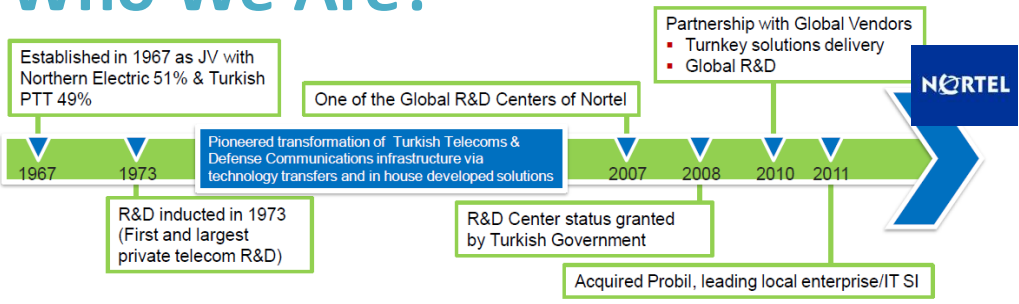 Who We Are?
Established in 1967 as JV with
Northern Electric 51% & Turkish
PTT 49%
One of the Global R&D Centers of Nortel
Partnership with Global Vendors
▪ Turnkey solutions delivery
▪ Global R&D
NORTEL
Pioneered transformation of Turkish Telecoms &
Defense Communications infrastructure via
technology transfers and in house developed solutions
1967
1973
2007
2008
2010
2011
R&D inducted in 1973
(First and largest
private telecom R&D)
R&D Center status granted
by Turkish Government
Acquired Probil, leading local enterprise/IT SI